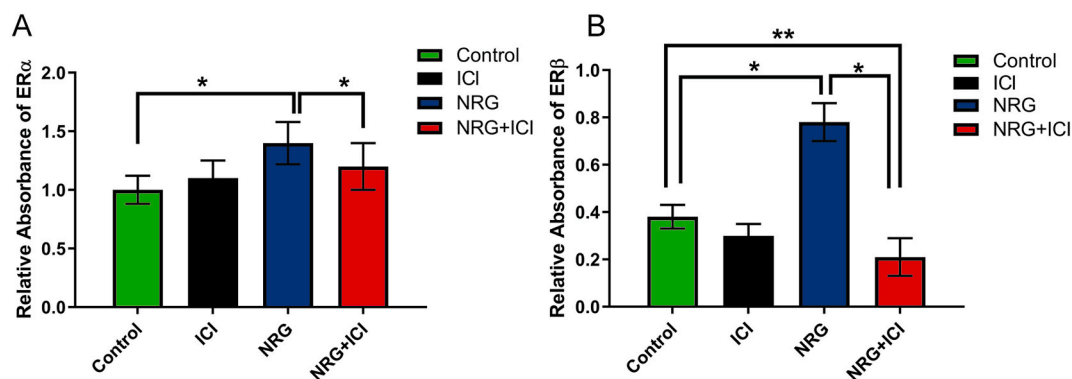 A
Relative Absorbance of ERα
2.0
1.5
1.0
0.5
0.0
*
*
Control
ICI
NRG
NRG+ICI
Control
ICI
NRG
NRG+ICI
B
Relative Absorbance of ERβ
1.0
0.8
0.6
0.4
0.2
0.0
**
*
*
Control
ICI
NRG
NRG+ICI
Control
ICI
NRG
NRG+ICI